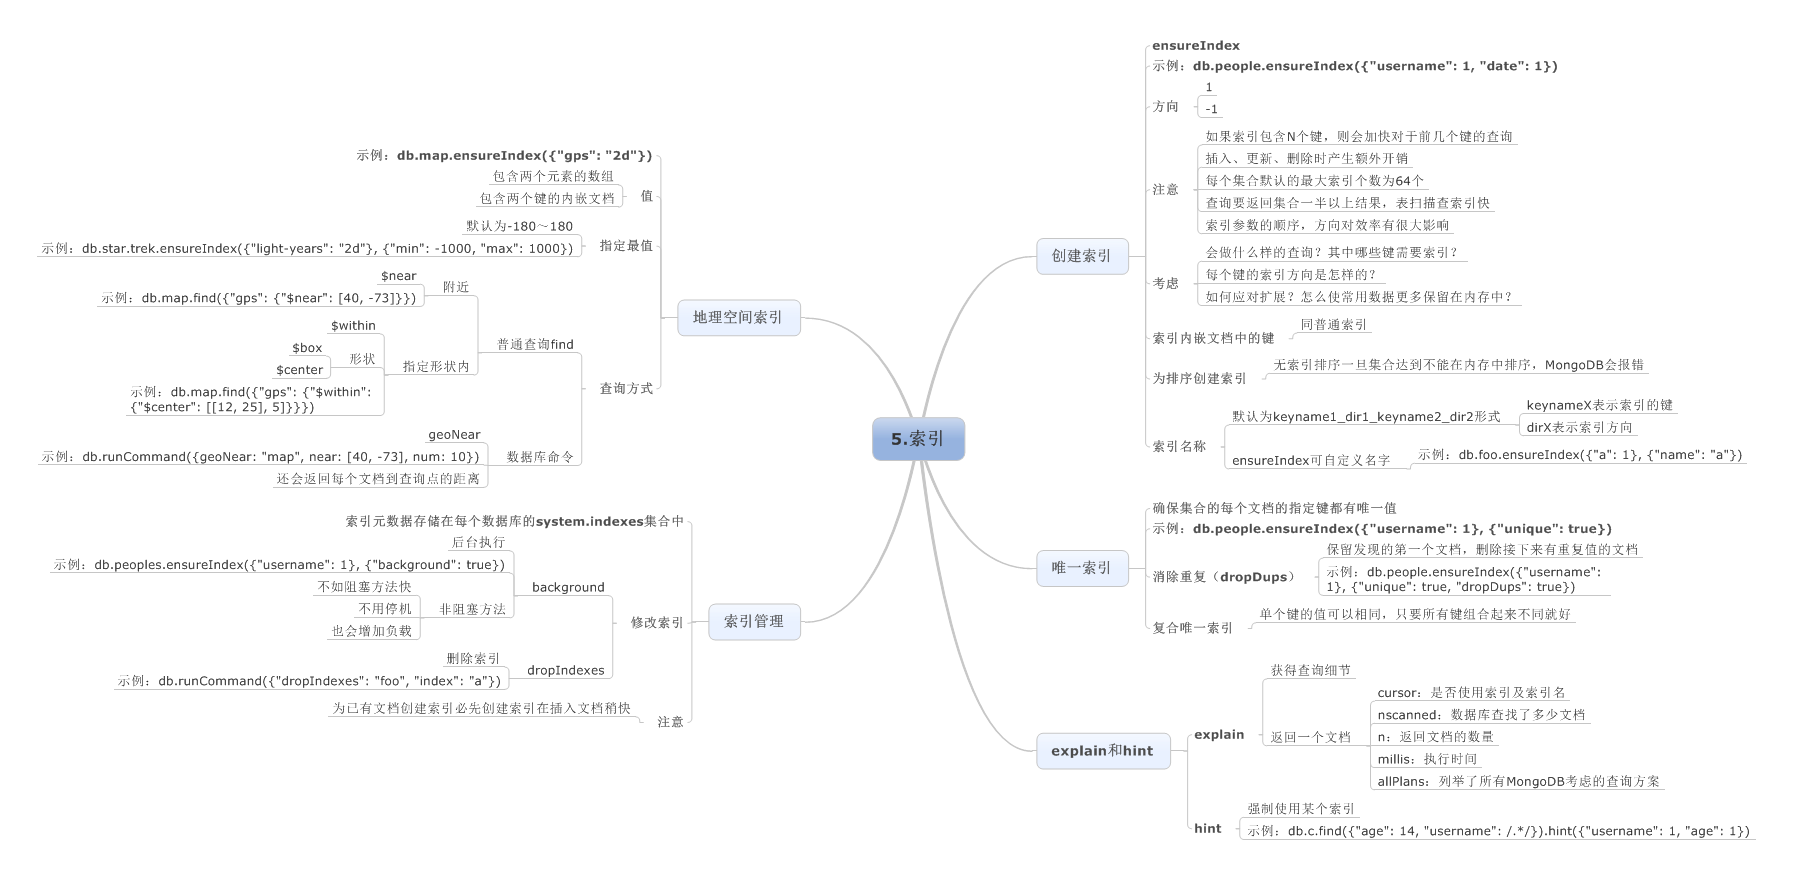 5.索引
创建索引
ensureIndex
示例：db.people.ensureIndex({"username": 1, "date": 1})
方向
1
-1
注意
如果索引包含N个键，则会加快对于前几个键的查询
插入、更新、删除时产生额外开销
每个集合默认的最大索引个数为64个
查询要返回集合一半以上结果，表扫描查索引快
索引参数的顺序，方向对效率有很大影响
考虑
会做什么样的查询？其中哪些键需要索引？
每个键的索引方向是怎样的？
如何应对扩展？怎么使常用数据更多保留在内存中？
索引内嵌文档中的键
同普通索引
为排序创建索引
无索引排序一旦集合达到不能在内存中排序，MongoDB会报错
索引名称
默认为keyname1_dir1_keyname2_dir2形式
keynameX表示索引的键
dirX表示索引方向
ensureIndex可自定义名字
示例：db.foo.ensureIndex({"a": 1}, {"name": "a"})
唯一索引
确保集合的每个文档的指定键都有唯一值
示例：db.people.ensureIndex({"username": 1}, {"unique": true})
消除重复（dropDups）
保留发现的第一个文档，删除接下来有重复值的文档
示例：db.people.ensureIndex({"username":
1}, {"unique": true, "dropDups": true})
复合唯一索引
单个键的值可以相同，只要所有键组合起来不同就好
explain和hint
explain
获得查询细节
返回一个文档
cursor：是否使用索引及索引名
nscanned：数据库查找了多少文档
n：返回文档的数量
millis：执行时间
allPlans：列举了所有MongoDB考虑的查询方案
hint
强制使用某个索引
示例：db.c.find({"age": 14, "username": /.*/}).hint({"username": 1, "age": 1})
地理空间索引
示例：db.map.ensureIndex({"gps": "2d"})
值
包含两个元素的数组
包含两个键的内嵌文档
指定最值
默认为-180～180
示例：db.star.trek.ensureIndex({"light-years": "2d"}, {"min": -1000, "max": 1000})
查询方式
普通查询find
附近
$near
示例：db.map.find({"gps": {"$near": [40, -73]}})
指定形状内
$within
形状
$box
$center
示例：db.map.find({"gps": {"$within":
{"$center": [[12, 25], 5]}}})
数据库命令
geoNear
示例：db.runCommand({geoNear: "map", near: [40, -73], num: 10})
还会返回每个文档到查询点的距离
索引管理
索引元数据存储在每个数据库的system.indexes集合中
修改索引
background
后台执行
示例：db.peoples.ensureIndex({"username": 1}, {"background": true})
非阻塞方法
不如阻塞方法快
不用停机
也会增加负载
dropIndexes
删除索引
示例：db.runCommand({"dropIndexes": "foo", "index": "a"})
注意
为已有文档创建索引必先创建索引在插入文档稍快